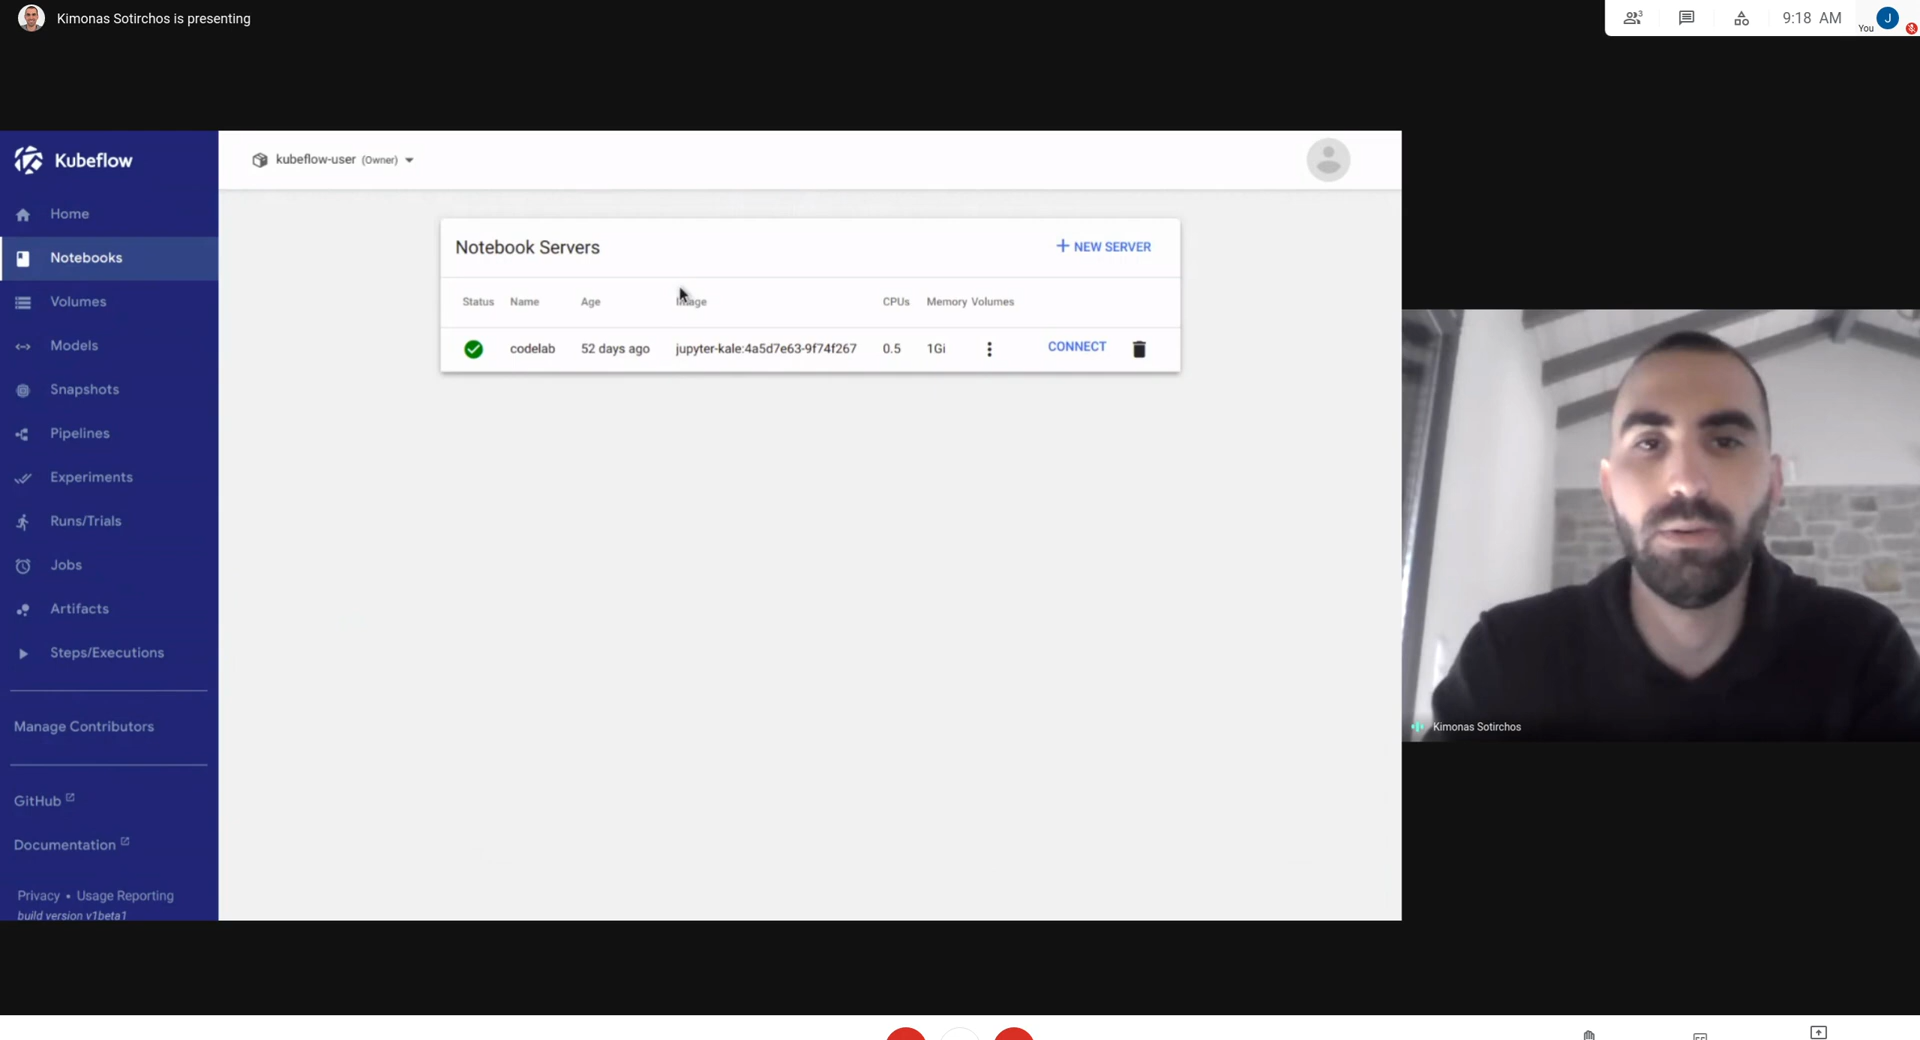 Kimonas Sotirchos is presenting
3
9:18 AM
You
J
Kubeflow
kubeflow-user (Owner)
Home
Notebooks
Volumes
Models
Snapshots
Pipelines
Experiments
Runs/Trials
Jobs
Artifacts
Steps/Executions
Manage Contributors
GitHub
Documentation
Privacy • Usage Reporting
build version v1beta1
Notebook Servers
+ NEW SERVER
Status Name Age Image CPUs Memory Volumes
codelab 52 days ago jupyter-kale:4a5d7e63-9f74f267 0.5 1Gi CONNECT
Kimonas Sotirchos